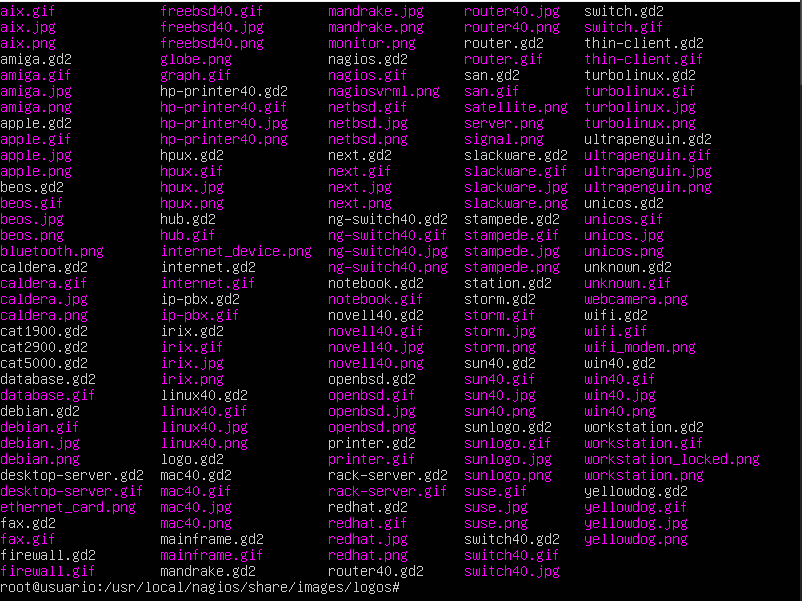 aix.gif freebsd40.gif mandrake.jpg router40.jpg switch.gd2
aix.jpg freebsd40.jpg mandrake.png router40.png switch.gif
aix.png freebsd40.png monitor.png router.gd2 thin-client.gd2
amiga.gd2 globe.png nagios.gd2 router.gif thin-client.gif
amiga.gif graph.gif nagios.gif san.gd2 turbolinux.gd2
amiga.jpg hp-printer40.gd2 nagiosvrml.png san.gif turbolinux.gif
amiga.png hp-printer40.gif netbsd.gif satellite.png turbolinux.jpg
apple.gd2 hp-printer40.jpg netbsd.jpg server.png turbolinux.png
apple.gif hp-printer40.png netbsd.png signal.png ultrapenguin.gd2
apple.jpg hpux.gd2 next.gd2 slackware.gd2 ultrapenguin.gif
apple.png hpux.gif next.gif slackware.gif ultrapenguin.jpg
beos.gd2 hpux.jpg next.jpg slackware.jpg ultrapenguin.png
beos.gif hpux.png next.png slackware.png unicos.gd2
beos.jpg hub.gd2 ng-switch40.gd2 stampede.gd2 unicos.gif
beos.png hub.gif ng-switch40.gif stampede.gif unicos.jpg
bluetooth.png internet_device.png ng-switch40.jpg stampede.jpg unicos.png
caldera.gd2 internet.gd2 ng-switch40.png stampede.png unknown.gd2
caldera.gif internet.gif notebook.gd2 station.gd2 unknown.gif
caldera.jpg ip-pbx.gd2 notebook.gif storm.gd2 webcamera.png
caldera.png ip-pbx.gif novell40.gd2 storm.gif wifi.gd2
cat1900.gd2 irix.gd2 novell40.gif storm.jpg wifi.gif
cat2900.gd2 irix.gif novell40.jpg storm.png wifi_modem.png
cat5000.gd2 irix.jpg novell40.png sun40.gd2 win40.gd2
database.gd2 irix.png openbsd.gd2 sun40.gif win40.gif
database.gif linux40.gd2 openbsd.gif sun40.jpg win40.jpg
debian.gd2 linux40.gif openbsd.jpg sun40.png win40.png
debian.gif linux40.jpg openbsd.png sunlogo.gd2 workstation.gd2
debian.jpg linux40.png printer.gd2 sunlogo.gif workstation.gif
debian.png logo.gd2 printer.gif sunlogo.jpg workstation_locked.png
desktop-server.gd2 mac40.gd2 rack-server.gd2 sunlogo.png workstation.png
desktop-server.gif mac40.gif rack-server.gif suse.gif yellowdog.gd2
ethernet_card.png mac40.jpg redhat.gd2 suse.jpg yellowdog.gif
fax.gd2 mac40.png redhat.gif suse.png yellowdog.jpg
fax.gif mainframe.gd2 redhat.jpg switch40.gd2 yellowdog.png
firewall.gd2 mainframe.gif redhat.png switch40.gif
firewall.gif mandrake.gd2 router40.gd2 switch40.jpg
root@usuario:/usr/local/nagios/share/images/logos#